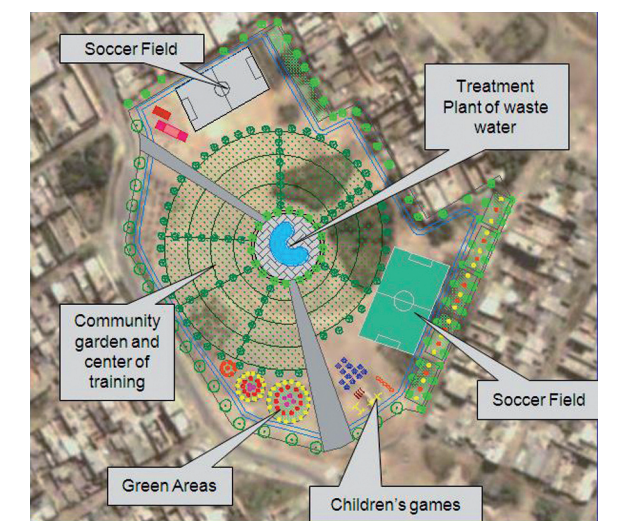 Soccer Field
Treatment
Plant of waste
water
Community
garden and
center of
training
Soccer Field
Green Areas
Children's games